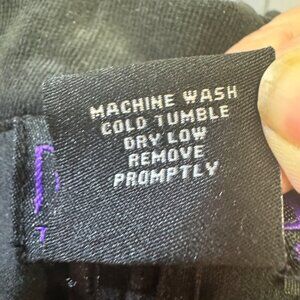 MACHINE WASH
COLD TUMBLE
DRY LOW
REMOVE
PROMPTLY